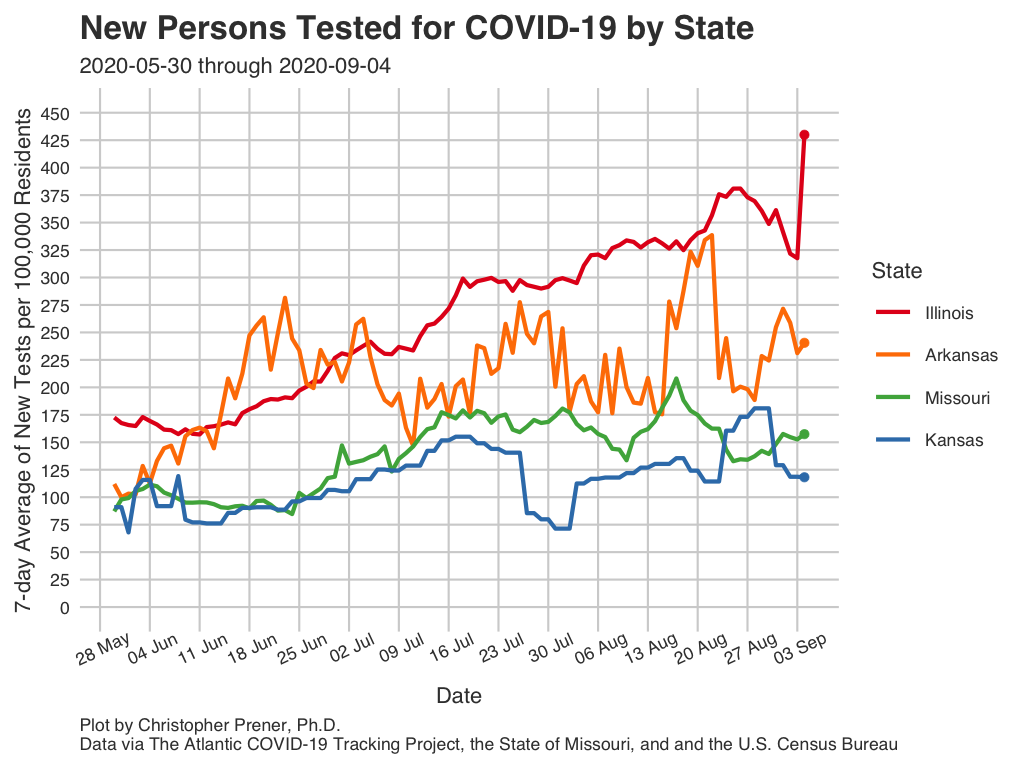 New Persons Tested for COVID-19 by State
2020-05-30 through 2020-09-04
7-day Average of New Tests per 100,000 Residents
450
425
400
375
350
325
300
275
250
225
200
175
150
125
100
75
50
25
0
28 May
04 Jun
11 Jun
18 Jun
25 Jun
02 Jul
09 Jul
16 Jul
23 Jul
30 Jul
06 Aug
13 Aug
20 Aug
27 Aug
03 Sep
Date
State
Illinois
Arkansas
Missouri
Kansas
Plot by Christopher Prener, Ph.D.
Data via The Atlantic COVID-19 Tracking Project, the State of Missouri, and and the U.S. Census Bureau